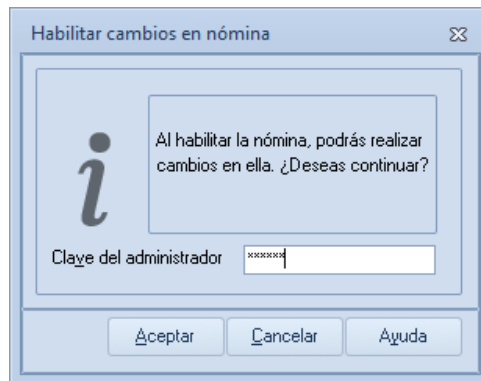 Habilitar cambios en nómina
Al habilitar la nómina, podrás realizar
cambios en ella. ¿Deseas continuar?
Clave del administrador
******
Aceptar
Cancelar
Ayuda